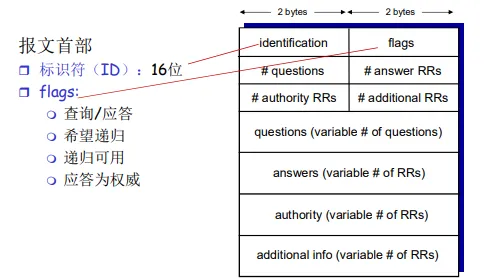 报文首部
标识符（ID）：16位
flags:
查询/应答
希望递归
递归可用
应答为权威
2 bytes 2 bytes
identification flags
# questions # answer RRs
# authority RRs # additional RRs
questions (variable # of questions)
answers (variable # of RRs)
authority (variable # of RRs)
additional info (variable # of RRs)